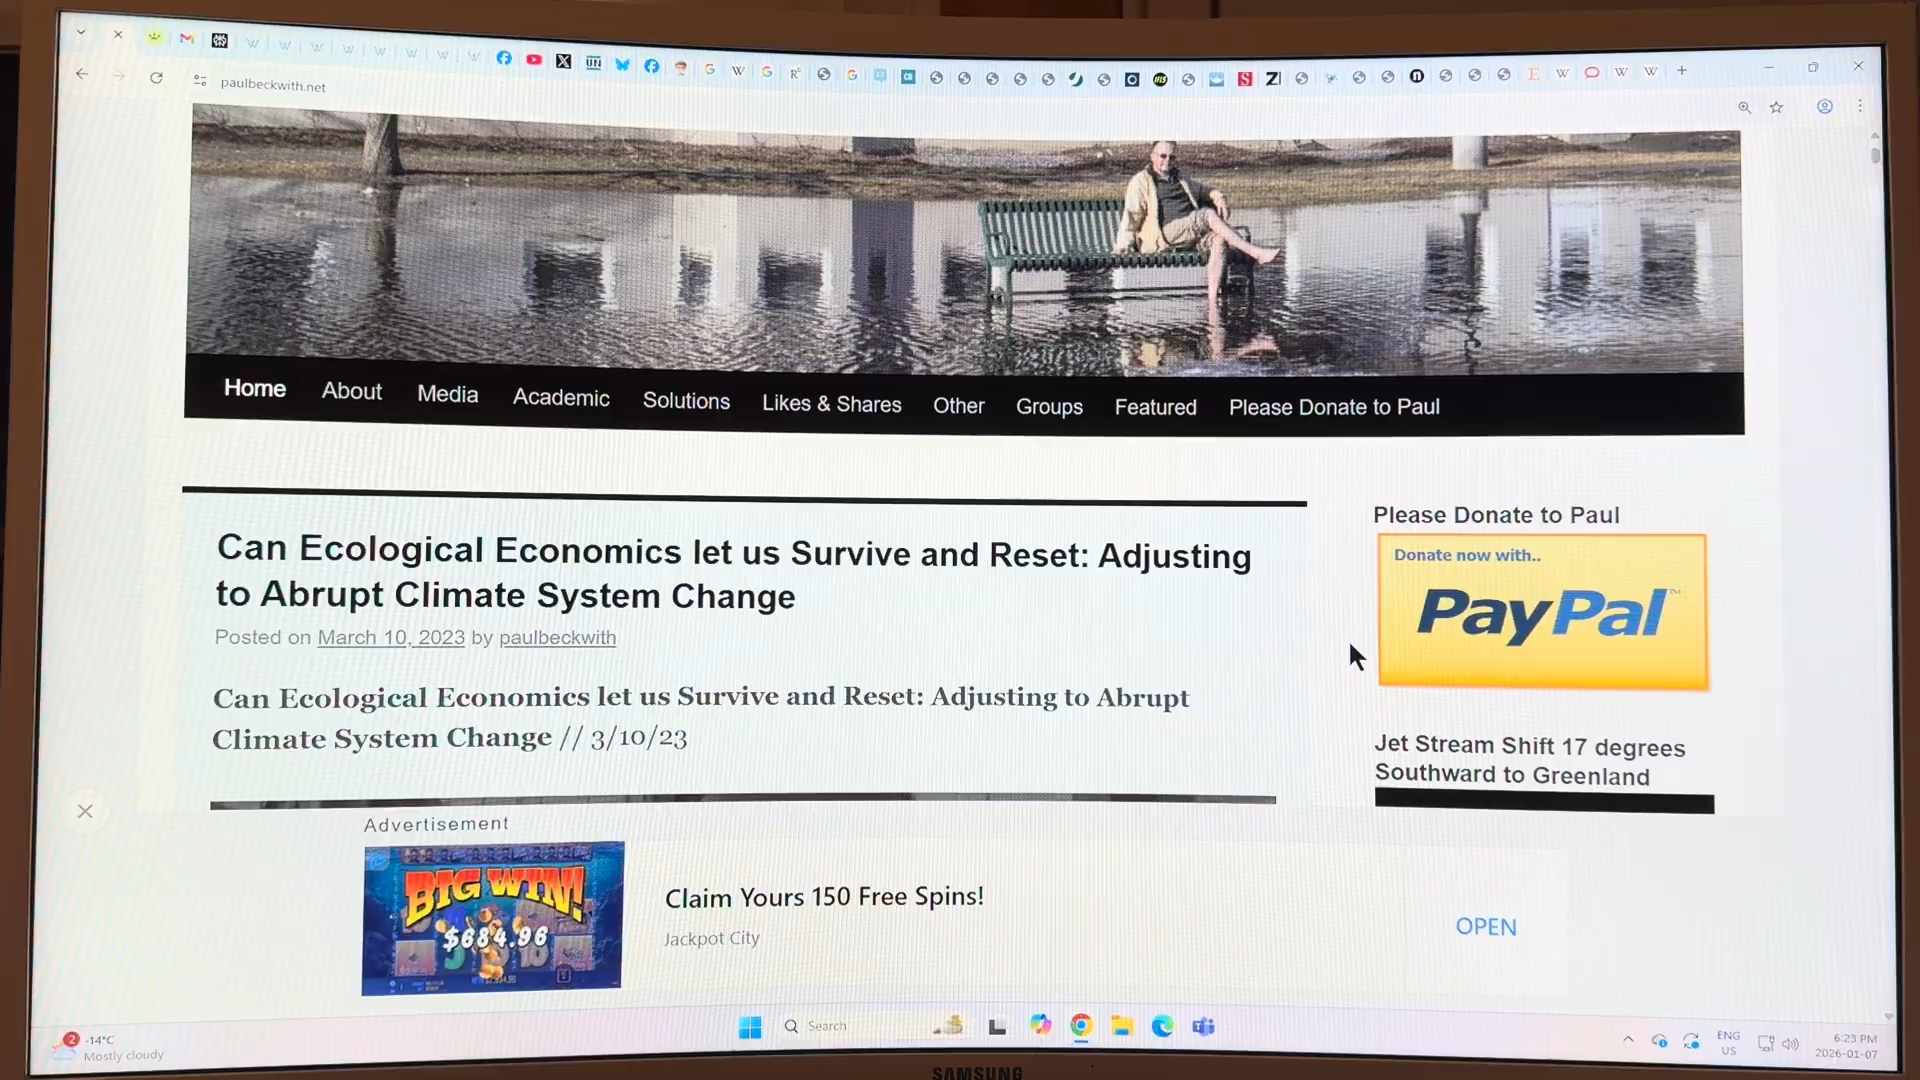 paulbeckwith.net
Home About Media Academic Solutions Likes & Shares Other Groups Featured Please Donate to Paul
Can Ecological Economics let us Survive and Reset: Adjusting
to Abrupt Climate System Change
Posted on March 10, 2023 by paulbeckwith
Can Ecological Economics let us Survive and Reset: Adjusting to Abrupt
Climate System Change // 3/10/23
Please Donate to Paul
Donate now with..
PayPal™
Jet Stream Shift 17 degrees
Southward to Greenland
Advertisement
BIG WIN!
$684.96
Claim Yours 150 Free Spins!
Jackpot City
OPEN
2
-14°C
Mostly cloudy
Search
ENG
US
6:23 PM
2026-01-07
SAMSUNG